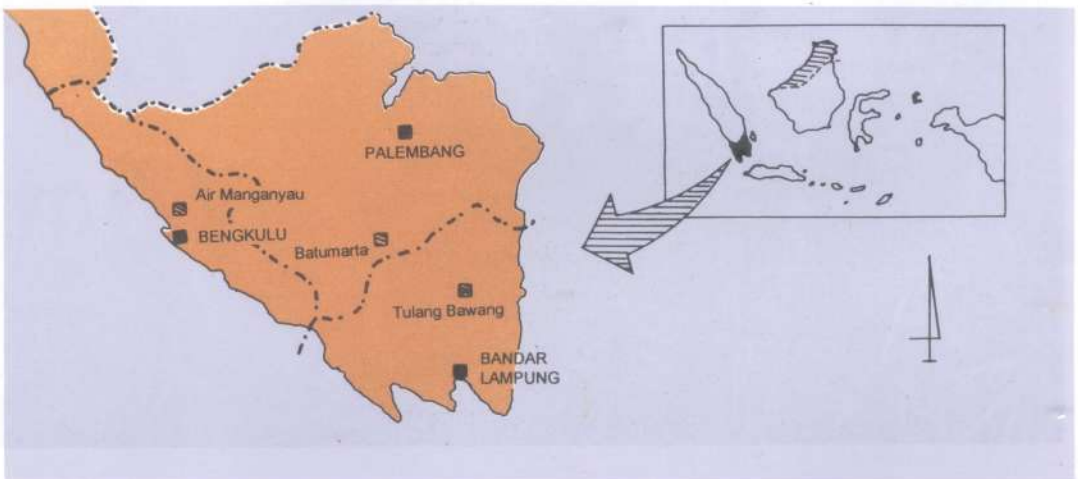 PALEMBANG
Air Manganyau
BENGKULU
Batumarta
Tulang Bawang
BANDAR
LAMPUNG